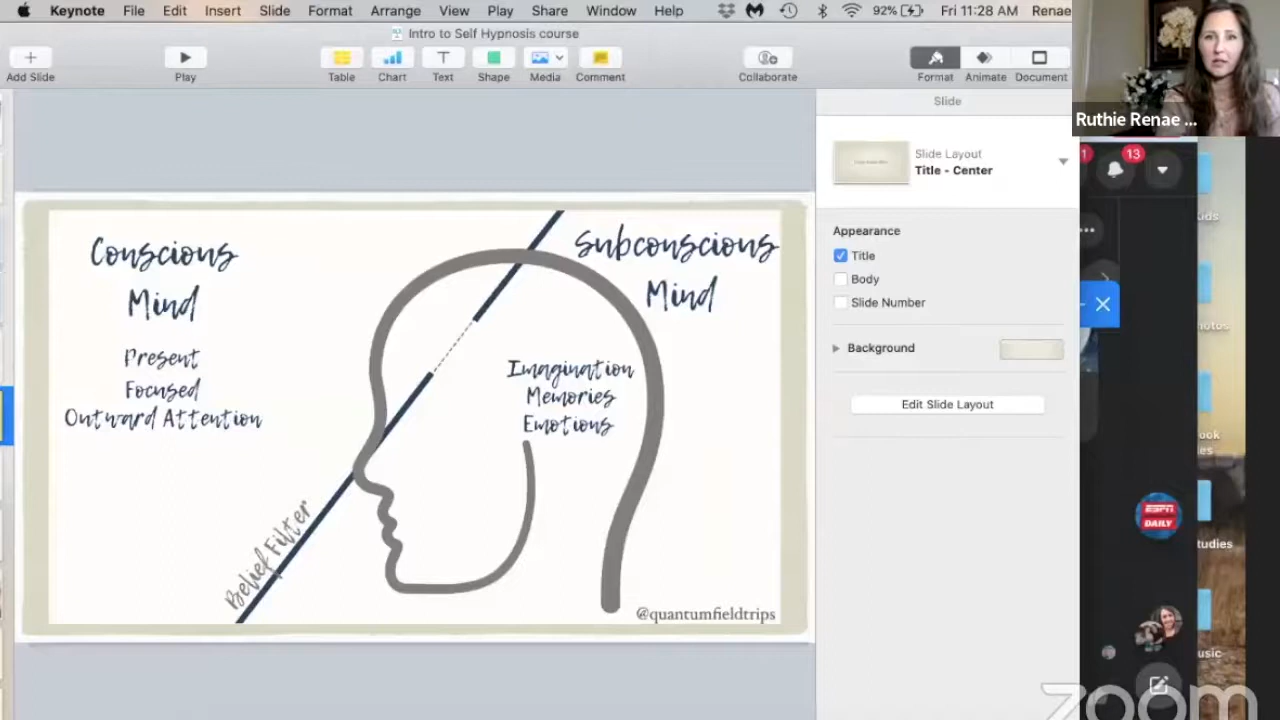 Keynote File Edit Insert Slide Format Arrange View Play Share Window Help 92% Fri 11:28 AM Renae
Intro to Self Hypnosis course
Add Slide Play Table Chart Text Shape Media Comment Collaborate Format Animate Document
Ruthie Renae ...
Slide
Slide Layout
Title - Center
1 13
Appearance
Title
Body
Slide Number
Background
Edit Slide Layout
Conscious
Mind
Present
Focused
Outward Attention
Subconscious
Mind
Imagination
Memories
Emotions
Belief Filter
@quantumfieldtrips
ESPN
DAILY
tudies
zoom